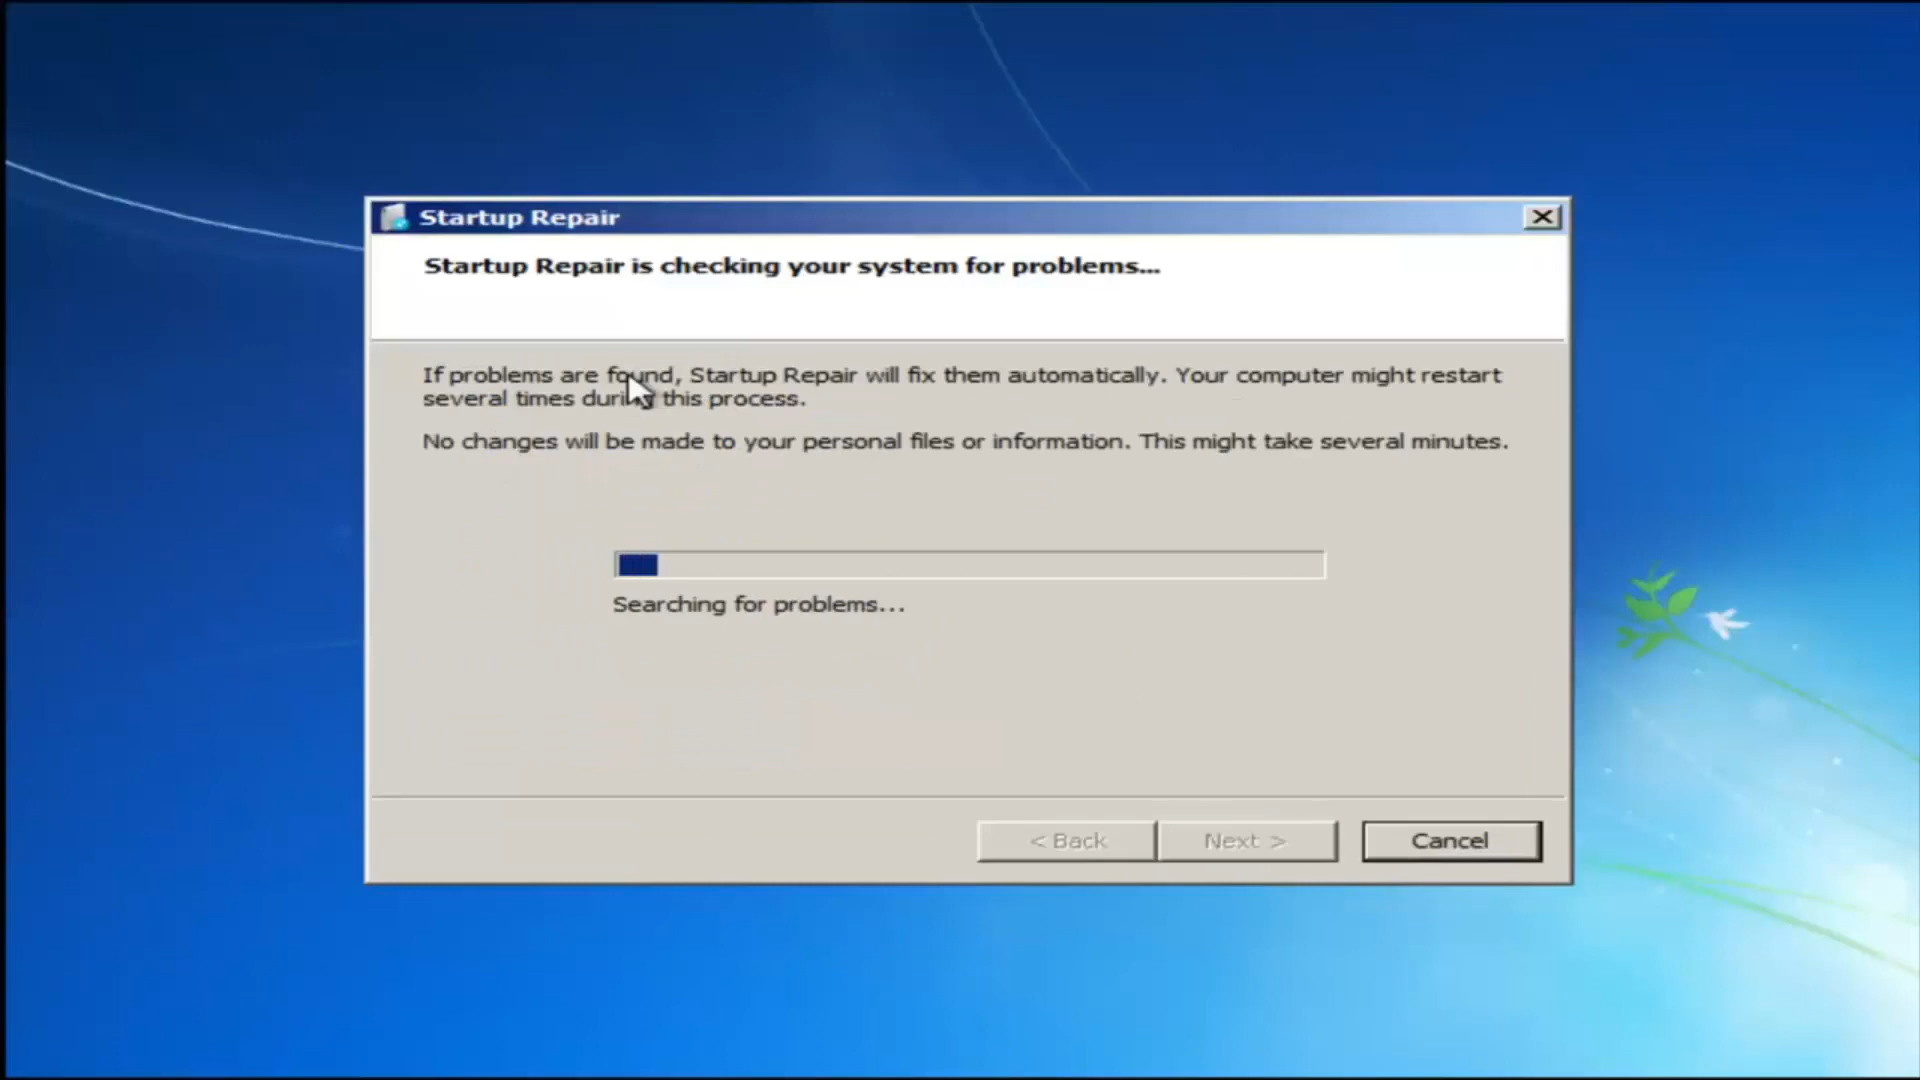 Startup Repair
Startup Repair is checking your system for problems...
If problems are found, Startup Repair will fix them automatically. Your computer might restart
several times during this process.
No changes will be made to your personal files or information. This might take several minutes.
Searching for problems...
< Back
Next >
Cancel